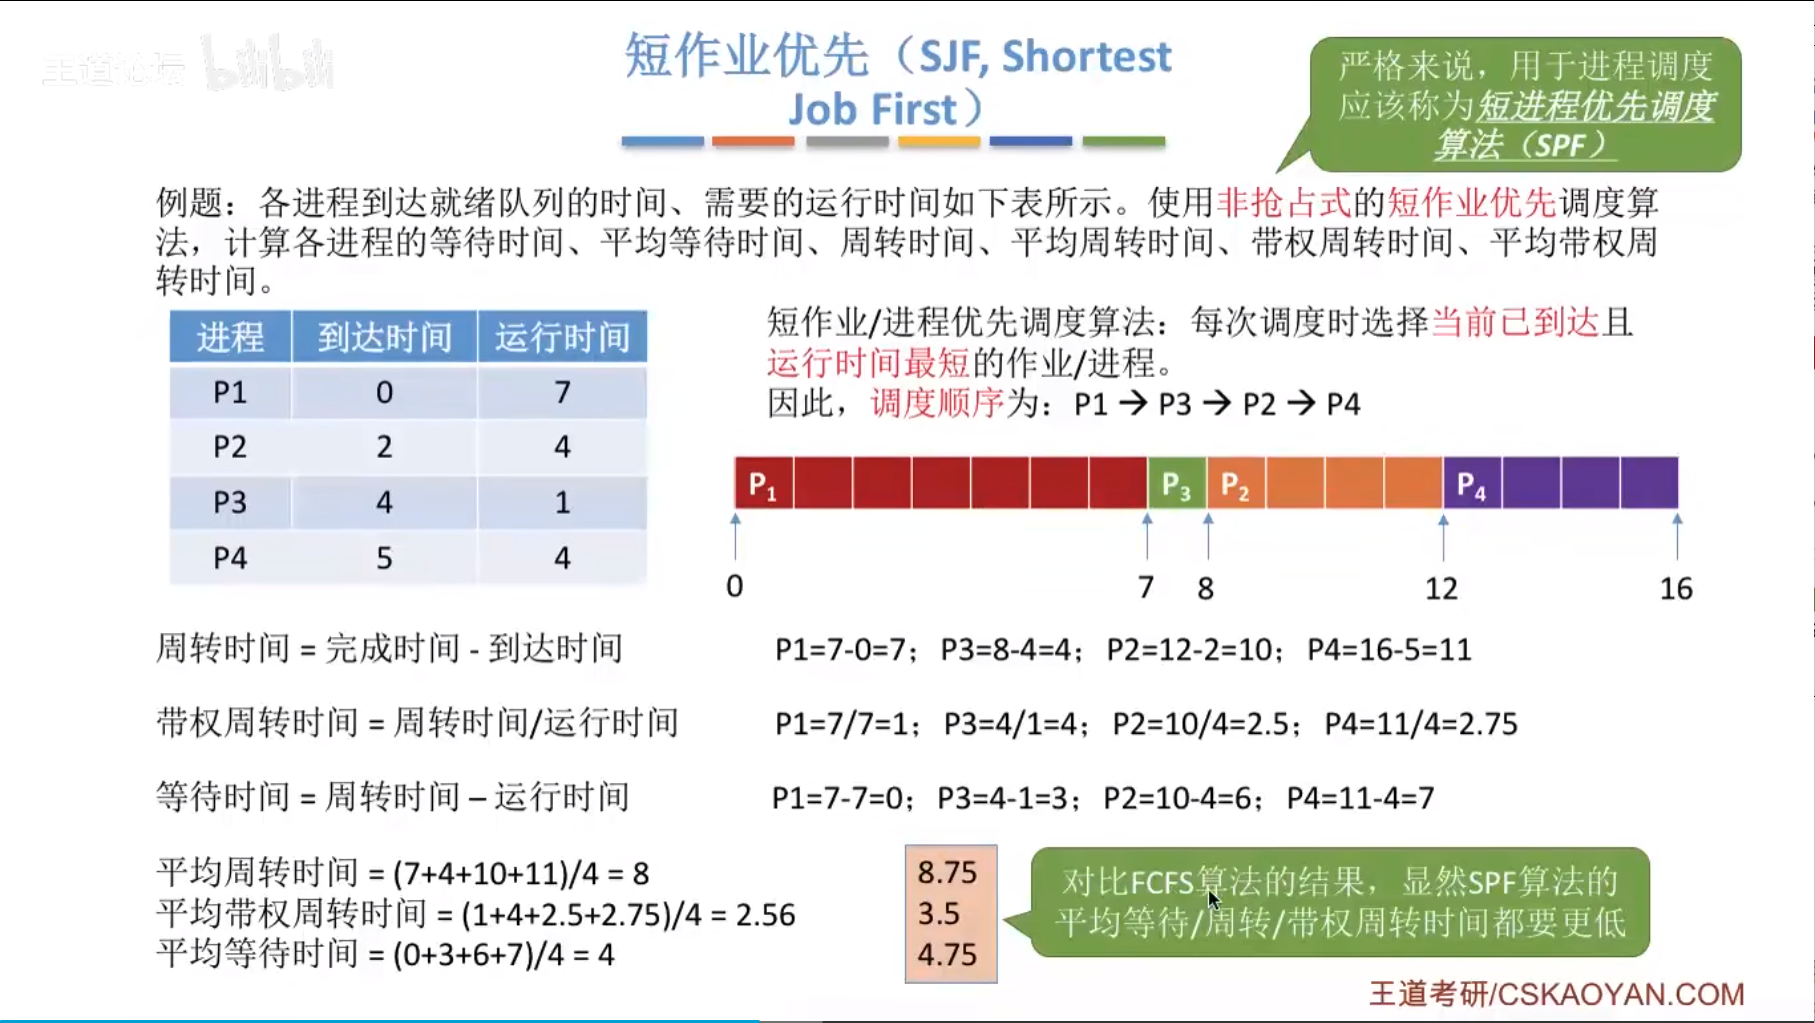 王道论坛 bilibili
短作业优先（SJF, Shortest
Job First）
严格来说，用于进程调度
应该称为短进程优先调度
算法（SPF）
例题：各进程到达就绪队列的时间、需要的运行时间如下表所示。使用非抢占式的短作业优先调度算
法，计算各进程的等待时间、平均等待时间、周转时间、平均周转时间、带权周转时间、平均带权周
转时间。
进程 到达时间 运行时间
P1 0 7
P2 2 4
P3 4 1
P4 5 4
短作业/进程优先调度算法：每次调度时选择当前已到达且
运行时间最短的作业/进程。
因此，调度顺序为：P1 → P3 → P2 → P4
P1 P3 P2 P4
0 7 8 12 16
周转时间 = 完成时间 - 到达时间
P1=7-0=7；P3=8-4=4；P2=12-2=10；P4=16-5=11
带权周转时间 = 周转时间/运行时间
P1=7/7=1；P3=4/1=4；P2=10/4=2.5；P4=11/4=2.75
等待时间 = 周转时间 – 运行时间
P1=7-7=0；P3=4-1=3；P2=10-4=6；P4=11-4=7
平均周转时间 = (7+4+10+11)/4 = 8
平均带权周转时间 = (1+4+2.5+2.75)/4 = 2.56
平均等待时间 = (0+3+6+7)/4 = 4
8.75
3.5
4.75
对比FCFS算法的结果，显然SPF算法的
平均等待/周转/带权周转时间都要更低
王道考研/CSKAOYAN.COM